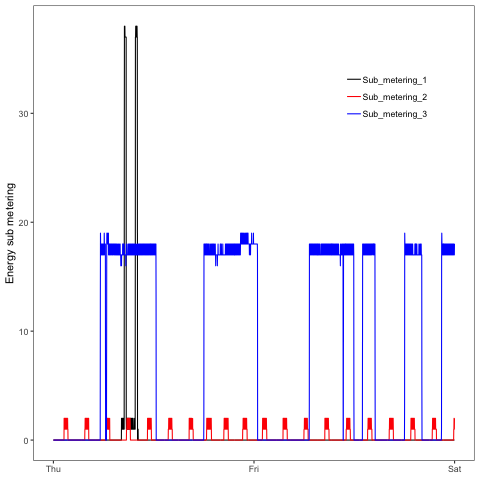 Energy sub metering
30
20
10
0
Sub_metering_1
Sub_metering_2
Sub_metering_3
Thu Fri Sat